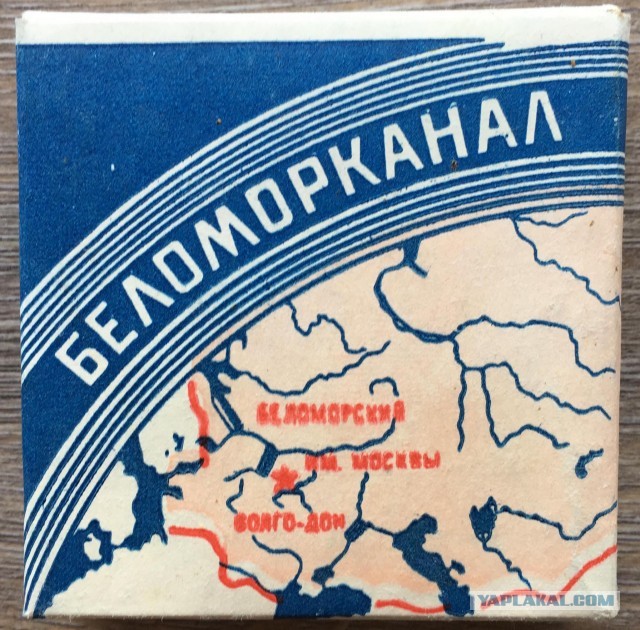 БЕЛОМОРКАНАЛ
БЕЛОМОРСКИЙ
ИМ. МОСКВЫ
ВОЛГО-ДОН
YAPLAKAL.COM